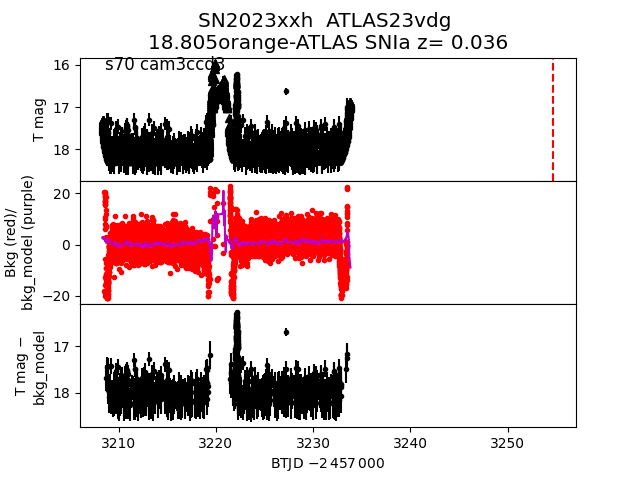 SN2023xxh  ATLAS23vdg
18.805orange-ATLAS SNIa z= 0.036
s70 cam3ccd3
16
17
18
T mag
20
0
−20
Bkg (red)/
bkg_model (purple)
17
18
T mag −
bkg_model
3210 3220 3230 3240 3250
BTJD −2 457 000